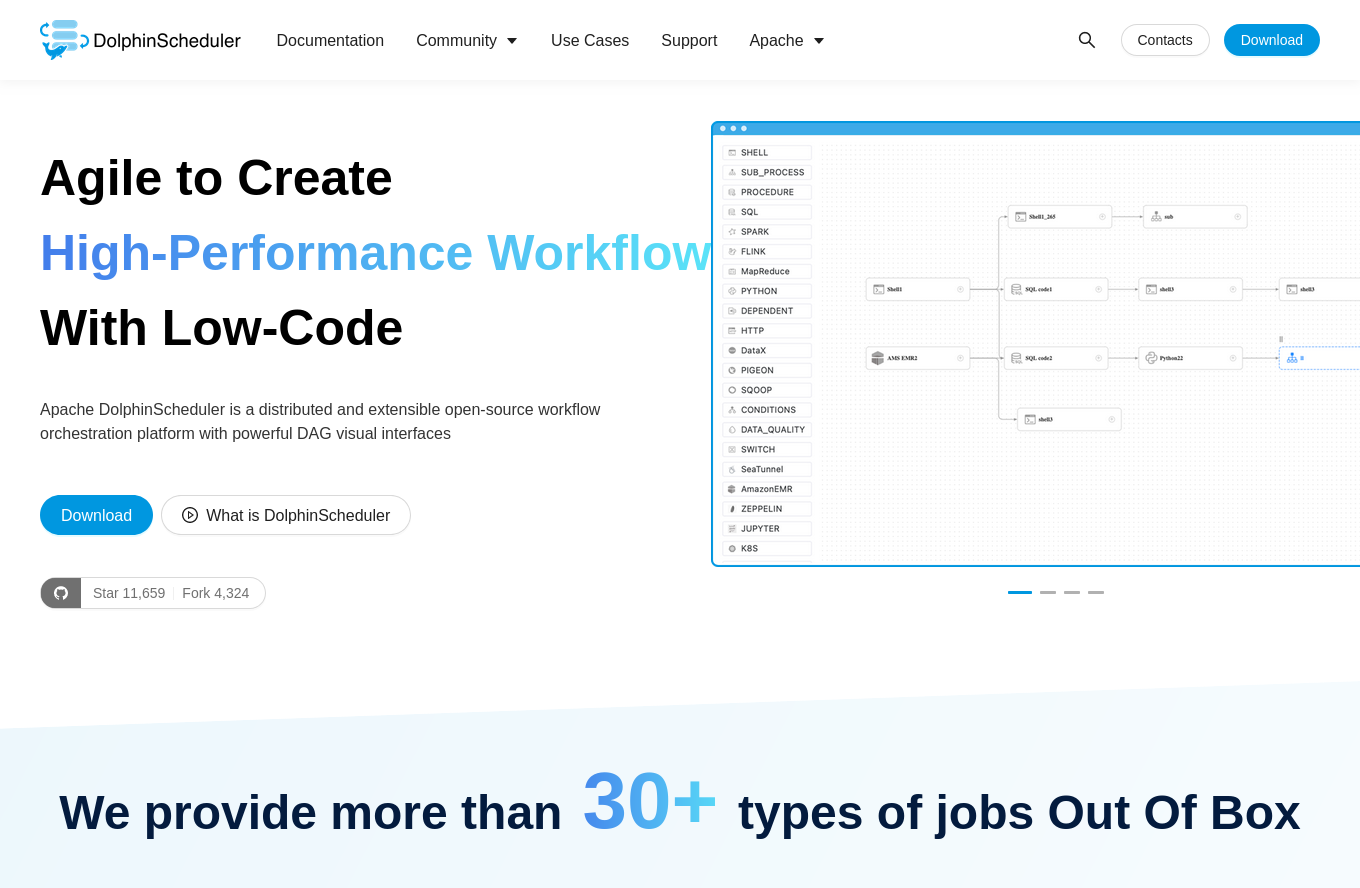 DolphinScheduler
Documentation
Community
Use Cases
Support
Apache
Contacts
Download
Agile to Create
High-Performance Workflow
With Low-Code
Apache DolphinScheduler is a distributed and extensible open-source workflow
orchestration platform with powerful DAG visual interfaces
Download
What is DolphinScheduler
Star 11,659
Fork 4,324
SHELL
SUB_PROCESS
PROCEDURE
SQL
SPARK
FLINK
MapReduce
PYTHON
DEPENDENT
HTTP
DataX
PIGEON
SQOOP
CONDITIONS
DATA_QUALITY
SWITCH
SeaTunnel
AmazonEMR
ZEPPELIN
JUPYTER
K8S
Shell1_265
sub
Shell1
SQL code1
shell3
shell3
AMS EMR2
SQL code2
Python22
shell3
We provide more than 30+ types of jobs Out Of Box